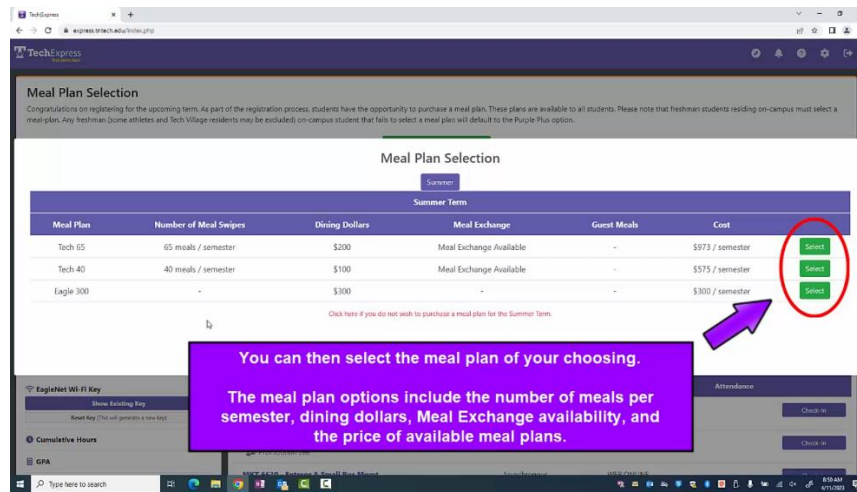 TechExpress
express.tntech.edu/index.php
TechExpress
Meal Plan Selection
Congratulations on registering for the upcoming term. As part of the registration process, students have the opportunity to purchase a meal plan. These plans are available to all students. Please note that freshman students residing on-campus must select a
meal-plan. Any freshman (some athletes and Tech Village residents may be excluded) on-campus student that fails to select a meal plan will default to the Purple Plus option.
Meal Plan Selection
Summer
Summer Term
Meal Plan Number of Meal Swipes Dining Dollars Meal Exchange Guest Meals Cost
Tech 65 65 meals / semester $200 Meal Exchange Available - $973 / semester Select
Tech 40 40 meals / semester $100 Meal Exchange Available - $575 / semester Select
Eagle 300 - $300 - - $300 / semester Select
Click here if you do not wish to purchase a meal plan for the Summer Term.
You can then select the meal plan of your choosing.
The meal plan options include the number of meals per
semester, dining dollars, Meal Exchange availability, and
the price of available meal plans.
EagleNet Wi-Fi Key
Attendance
Show Existing Key
Reset Key (This will generate a new key)
Check-in
Cumulative Hours
Check-in
GPA
WEB ONLINE
Type here to search
8:50 AM
4/11/2023